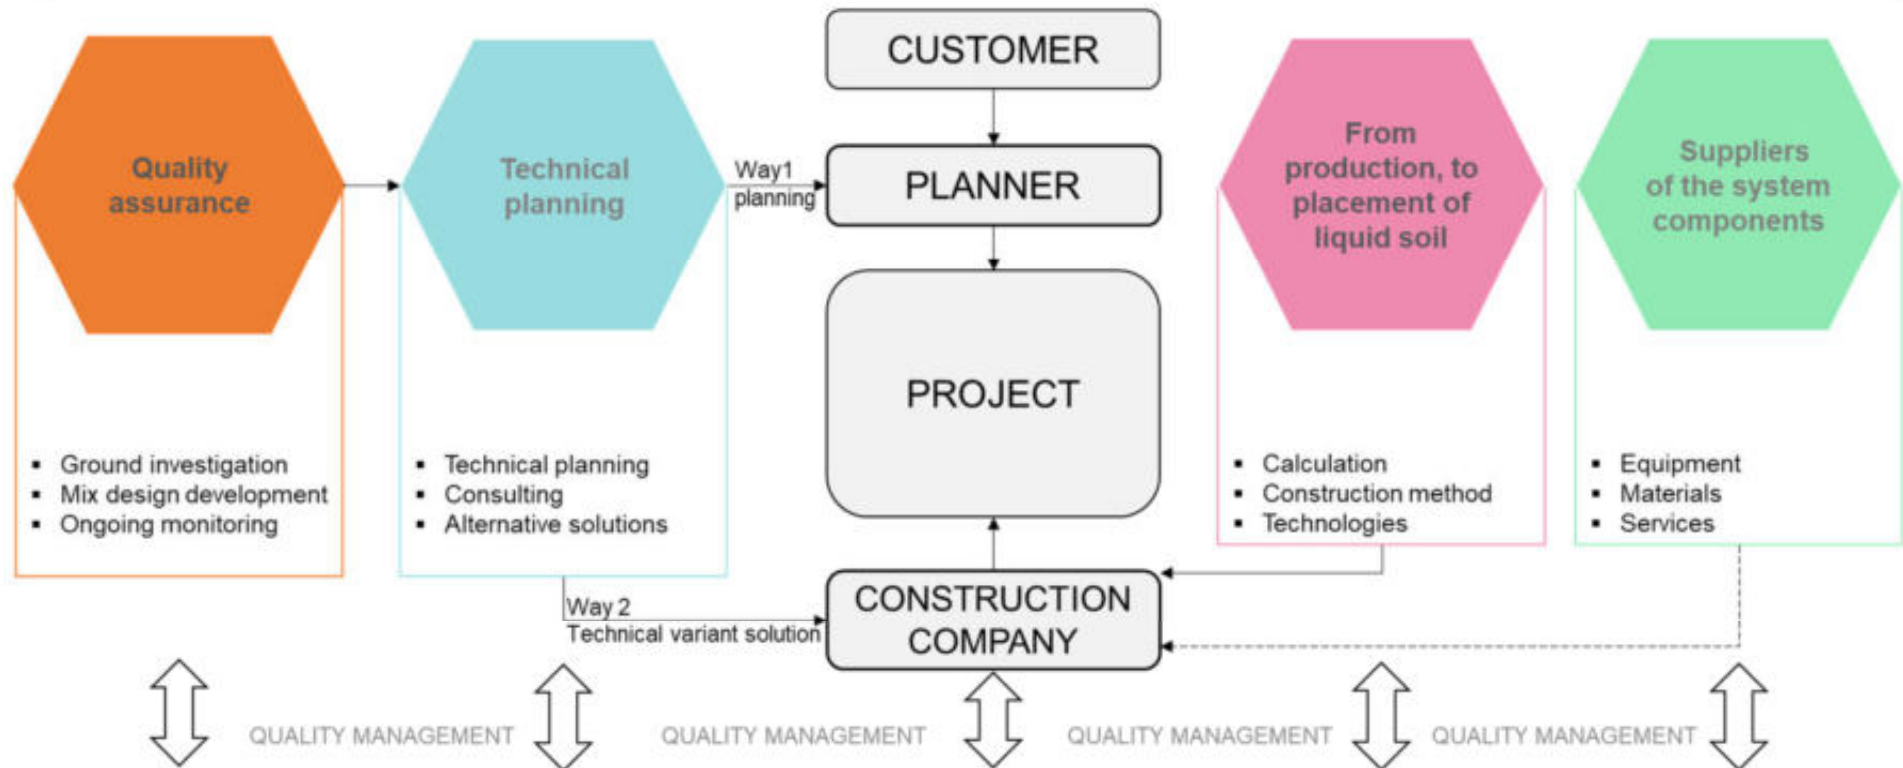 Quality
assurance
▪ Ground investigation
▪ Mix design development
▪ Ongoing monitoring
Technical
planning
▪ Technical planning
▪ Consulting
▪ Alternative solutions
Way1
planning
Way 2
Technical variant solution
CUSTOMER
PLANNER
PROJECT
CONSTRUCTION
COMPANY
From
production, to
placement of
liquid soil
▪ Calculation
▪ Construction method
▪ Technologies
Suppliers
of the system
components
▪ Equipment
▪ Materials
▪ Services
QUALITY MANAGEMENT
QUALITY MANAGEMENT
QUALITY MANAGEMENT
QUALITY MANAGEMENT